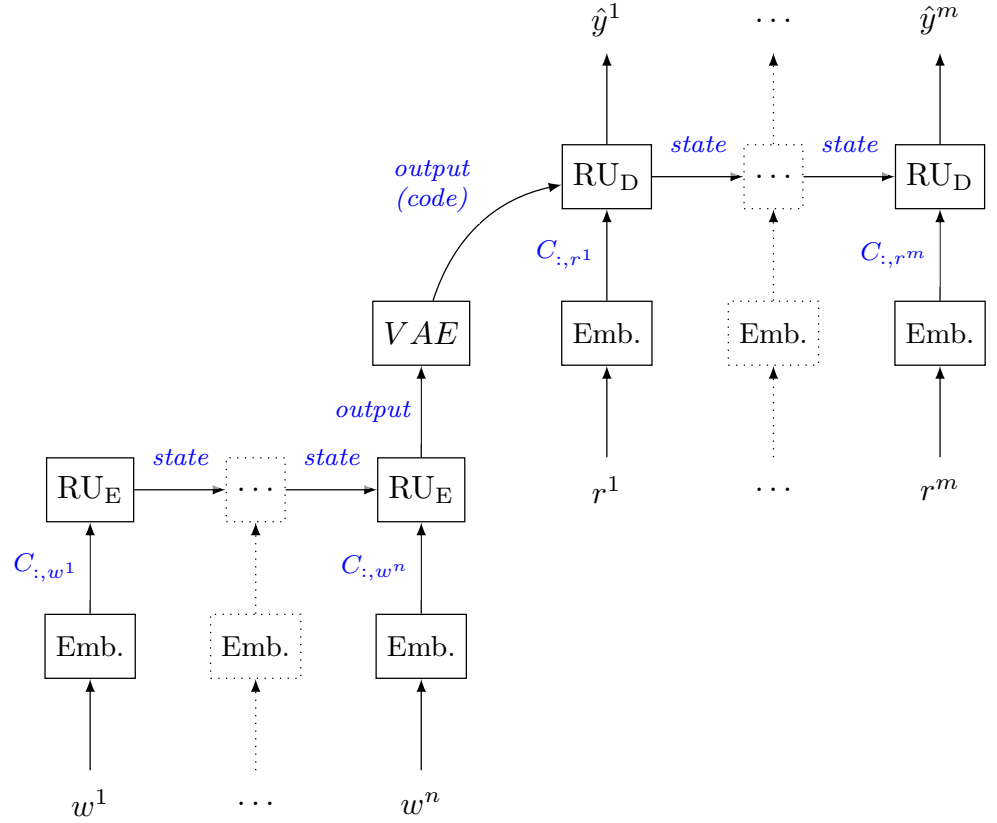 ŷ¹ ⋯ ŷᵐ
state state
output
(code)
RU_D ⋯ RU_D
C_{:,r¹} C_{:,rᵐ}
VAE Emb. Emb. Emb.
output
state state
RU_E ⋯ RU_E
r¹ ⋯ rᵐ
C_{:,w¹} C_{:,wⁿ}
Emb. Emb. Emb.
w¹ ⋯ wⁿ